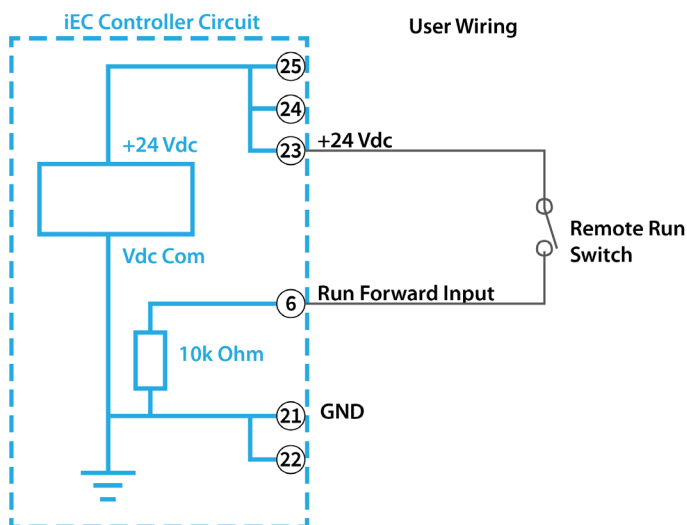 iEC Controller Circuit
User Wiring
25
24
+24 Vdc
23
+24 Vdc
Remote Run
Switch
Vdc Com
6
Run Forward Input
10k Ohm
21
GND
22